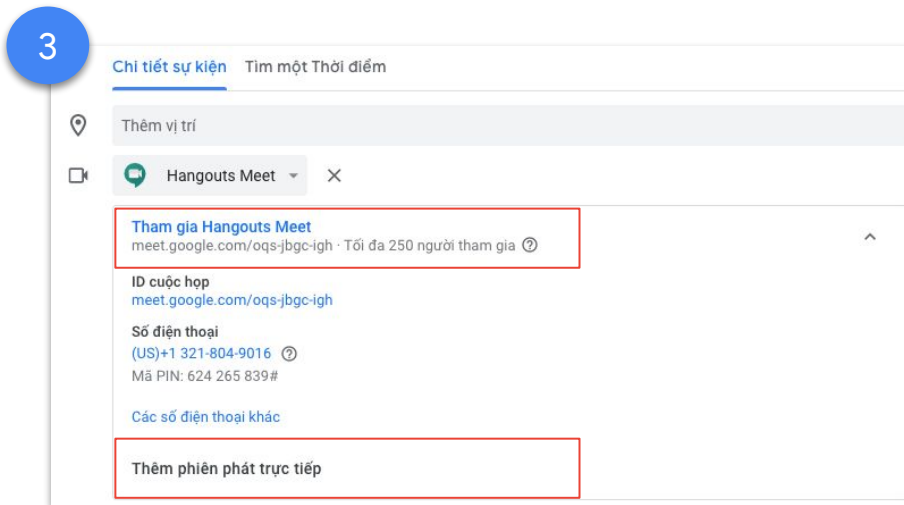 3
Chi tiết sự kiện Tìm một Thời điểm
Thêm vị trí
Hangouts Meet
Tham gia Hangouts Meet
meet.google.com/oqs-jbgc-igh · Tối đa 250 người tham gia
ID cuộc họp
meet.google.com/oqs-jbgc-igh
Số điện thoại
(US)+1 321-804-9016
Mã PIN: 624 265 839#
Các số điện thoại khác
Thêm phiên phát trực tiếp